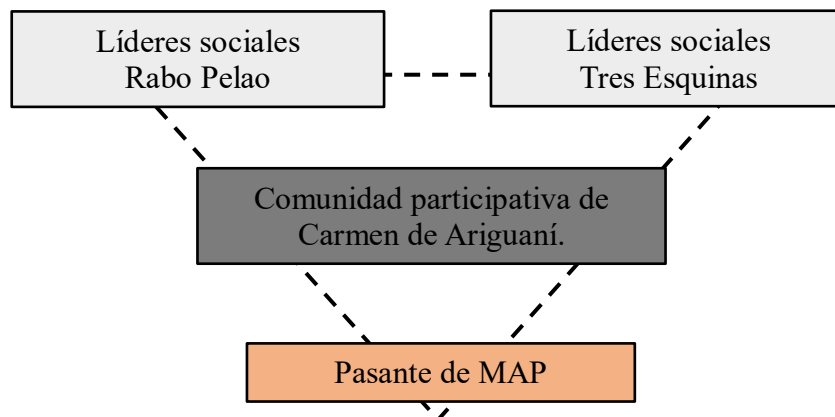 Líderes sociales
Rabo Pelao
Líderes sociales
Tres Esquinas
Comunidad participativa de
Carmen de Ariguaní.
Pasante de MAP